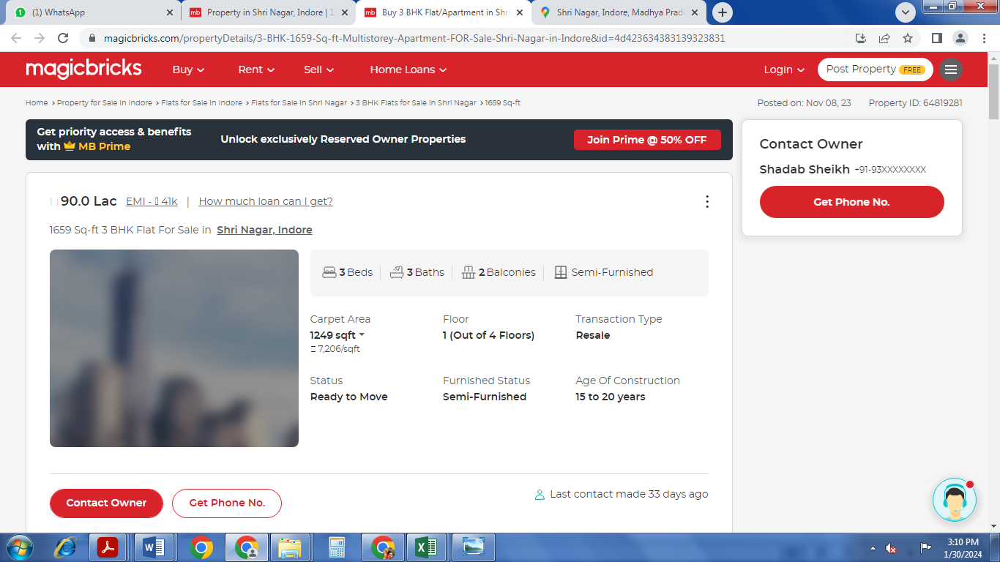 (1) WhatsApp
Property in Shri Nagar, Indore | 1
Buy 3 BHK Flat/Apartment in Shri
Shri Nagar, Indore, Madhya Prad
magicbricks.com/propertyDetails/3-BHK-1659-Sq-ft-Multistorey-Apartment-FOR-Sale-Shri-Nagar-in-Indore&id=4d423634383139323831
magicbricks Buy Rent Sell Home Loans Login Post Property FREE
Home > Property for Sale in Indore > Flats for Sale in Indore > Flats for Sale in Shri Nagar > 3 BHK Flats for Sale in Shri Nagar > 1659 Sq-ft
Posted on: Nov 08, 23 Property ID: 64819281
Get priority access & benefits
with MB Prime
Unlock exclusively Reserved Owner Properties
Join Prime @ 50% OFF
Contact Owner
Shadab Sheikh +91-93XXXXXXXX
Get Phone No.
90.0 Lac EMI - 41k | How much loan can I get?
1659 Sq-ft 3 BHK Flat For Sale in Shri Nagar, Indore
3 Beds 3 Baths 2 Balconies Semi-Furnished
Carpet Area Floor Transaction Type
1249 sqft 1 (Out of 4 Floors) Resale
7,206/sqft
Status Furnished Status Age Of Construction
Ready to Move Semi-Furnished 15 to 20 years
Contact Owner Get Phone No.
Last contact made 33 days ago
3:10 PM
1/30/2024